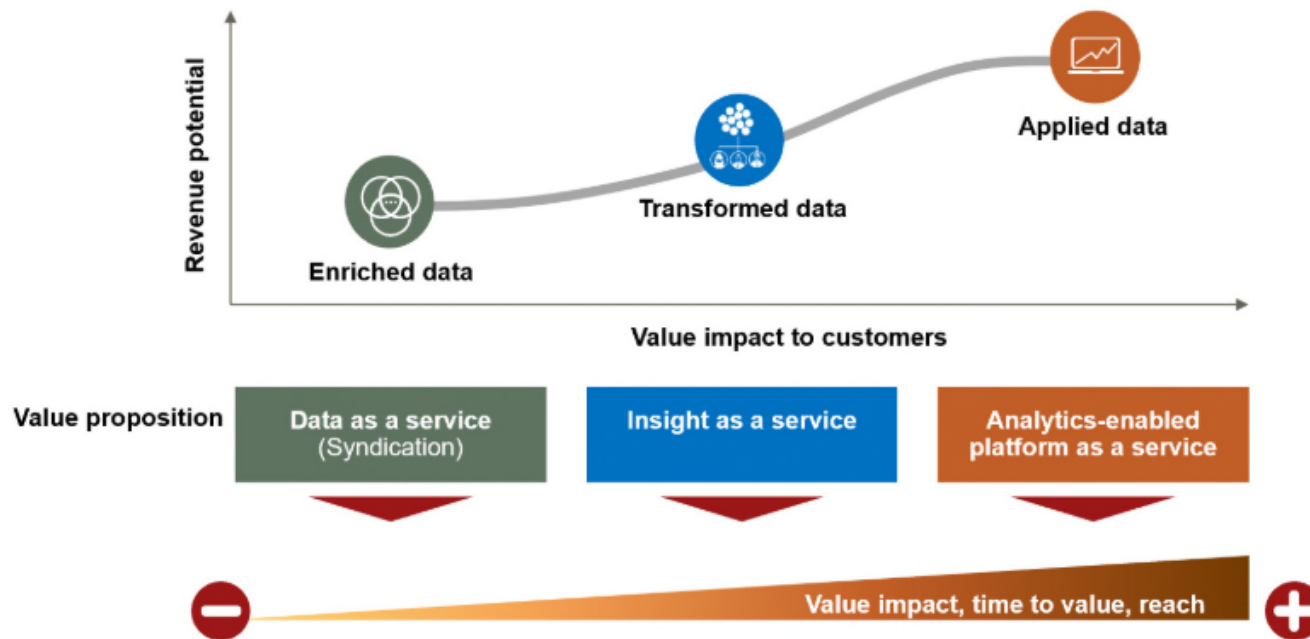 Revenue potential
Applied data
Transformed data
Enriched data
Value impact to customers
Value proposition
Data as a service
(Syndication)
Insight as a service
Analytics-enabled
platform as a service
Value impact, time to value, reach